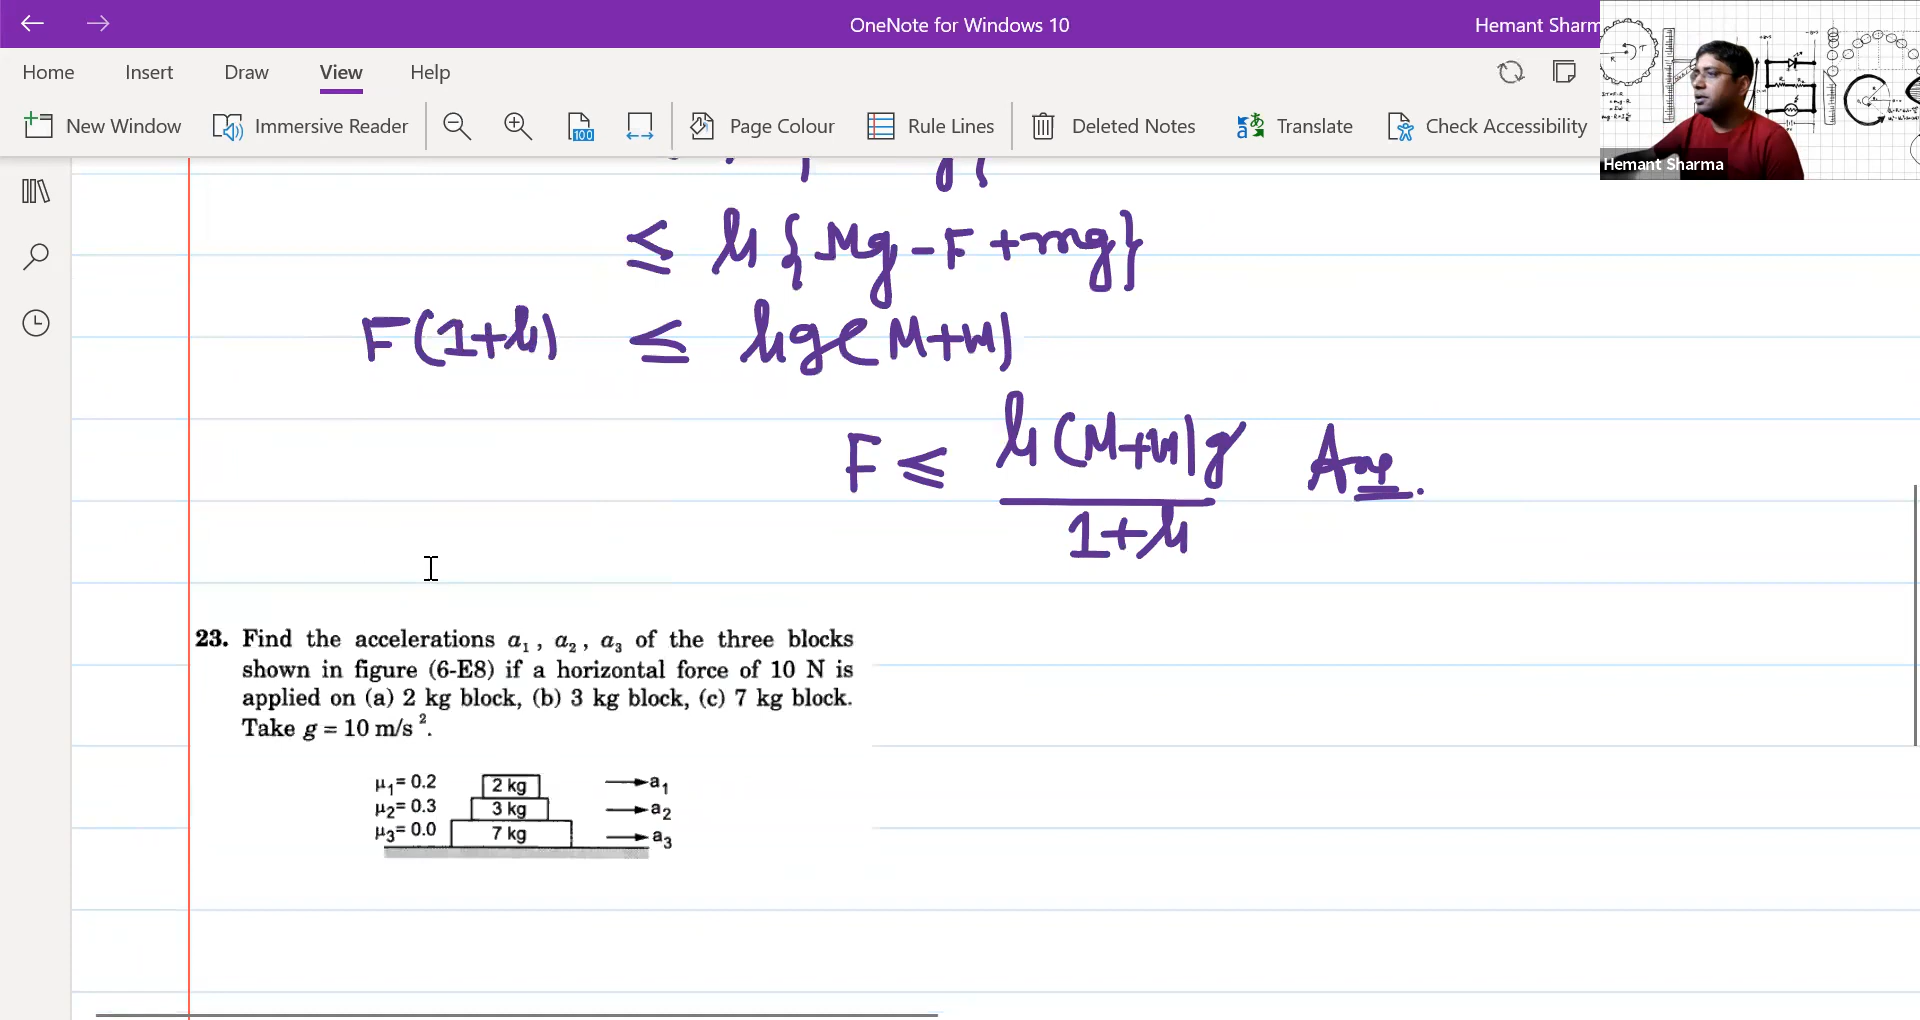 OneNote for Windows 10
Hemant Sharm
Home Insert Draw View Help
New Window Immersive Reader 100 Page Colour Rule Lines Deleted Notes Translate Check Accessibility
Hemant Sharma
≤ μ{Mg-F+mg}
F(1+μ) ≤ μg(M+m)
F ≤ μ(M+m)g Ans.
1+μ
23. Find the accelerations a₁, a₂, a₃ of the three blocks
shown in figure (6-E8) if a horizontal force of 10 N is
applied on (a) 2 kg block, (b) 3 kg block, (c) 7 kg block.
Take g = 10 m/s².
μ₁= 0.2 2 kg a₁
μ₂= 0.3 3 kg a₂
μ₃= 0.0 7 kg a₃